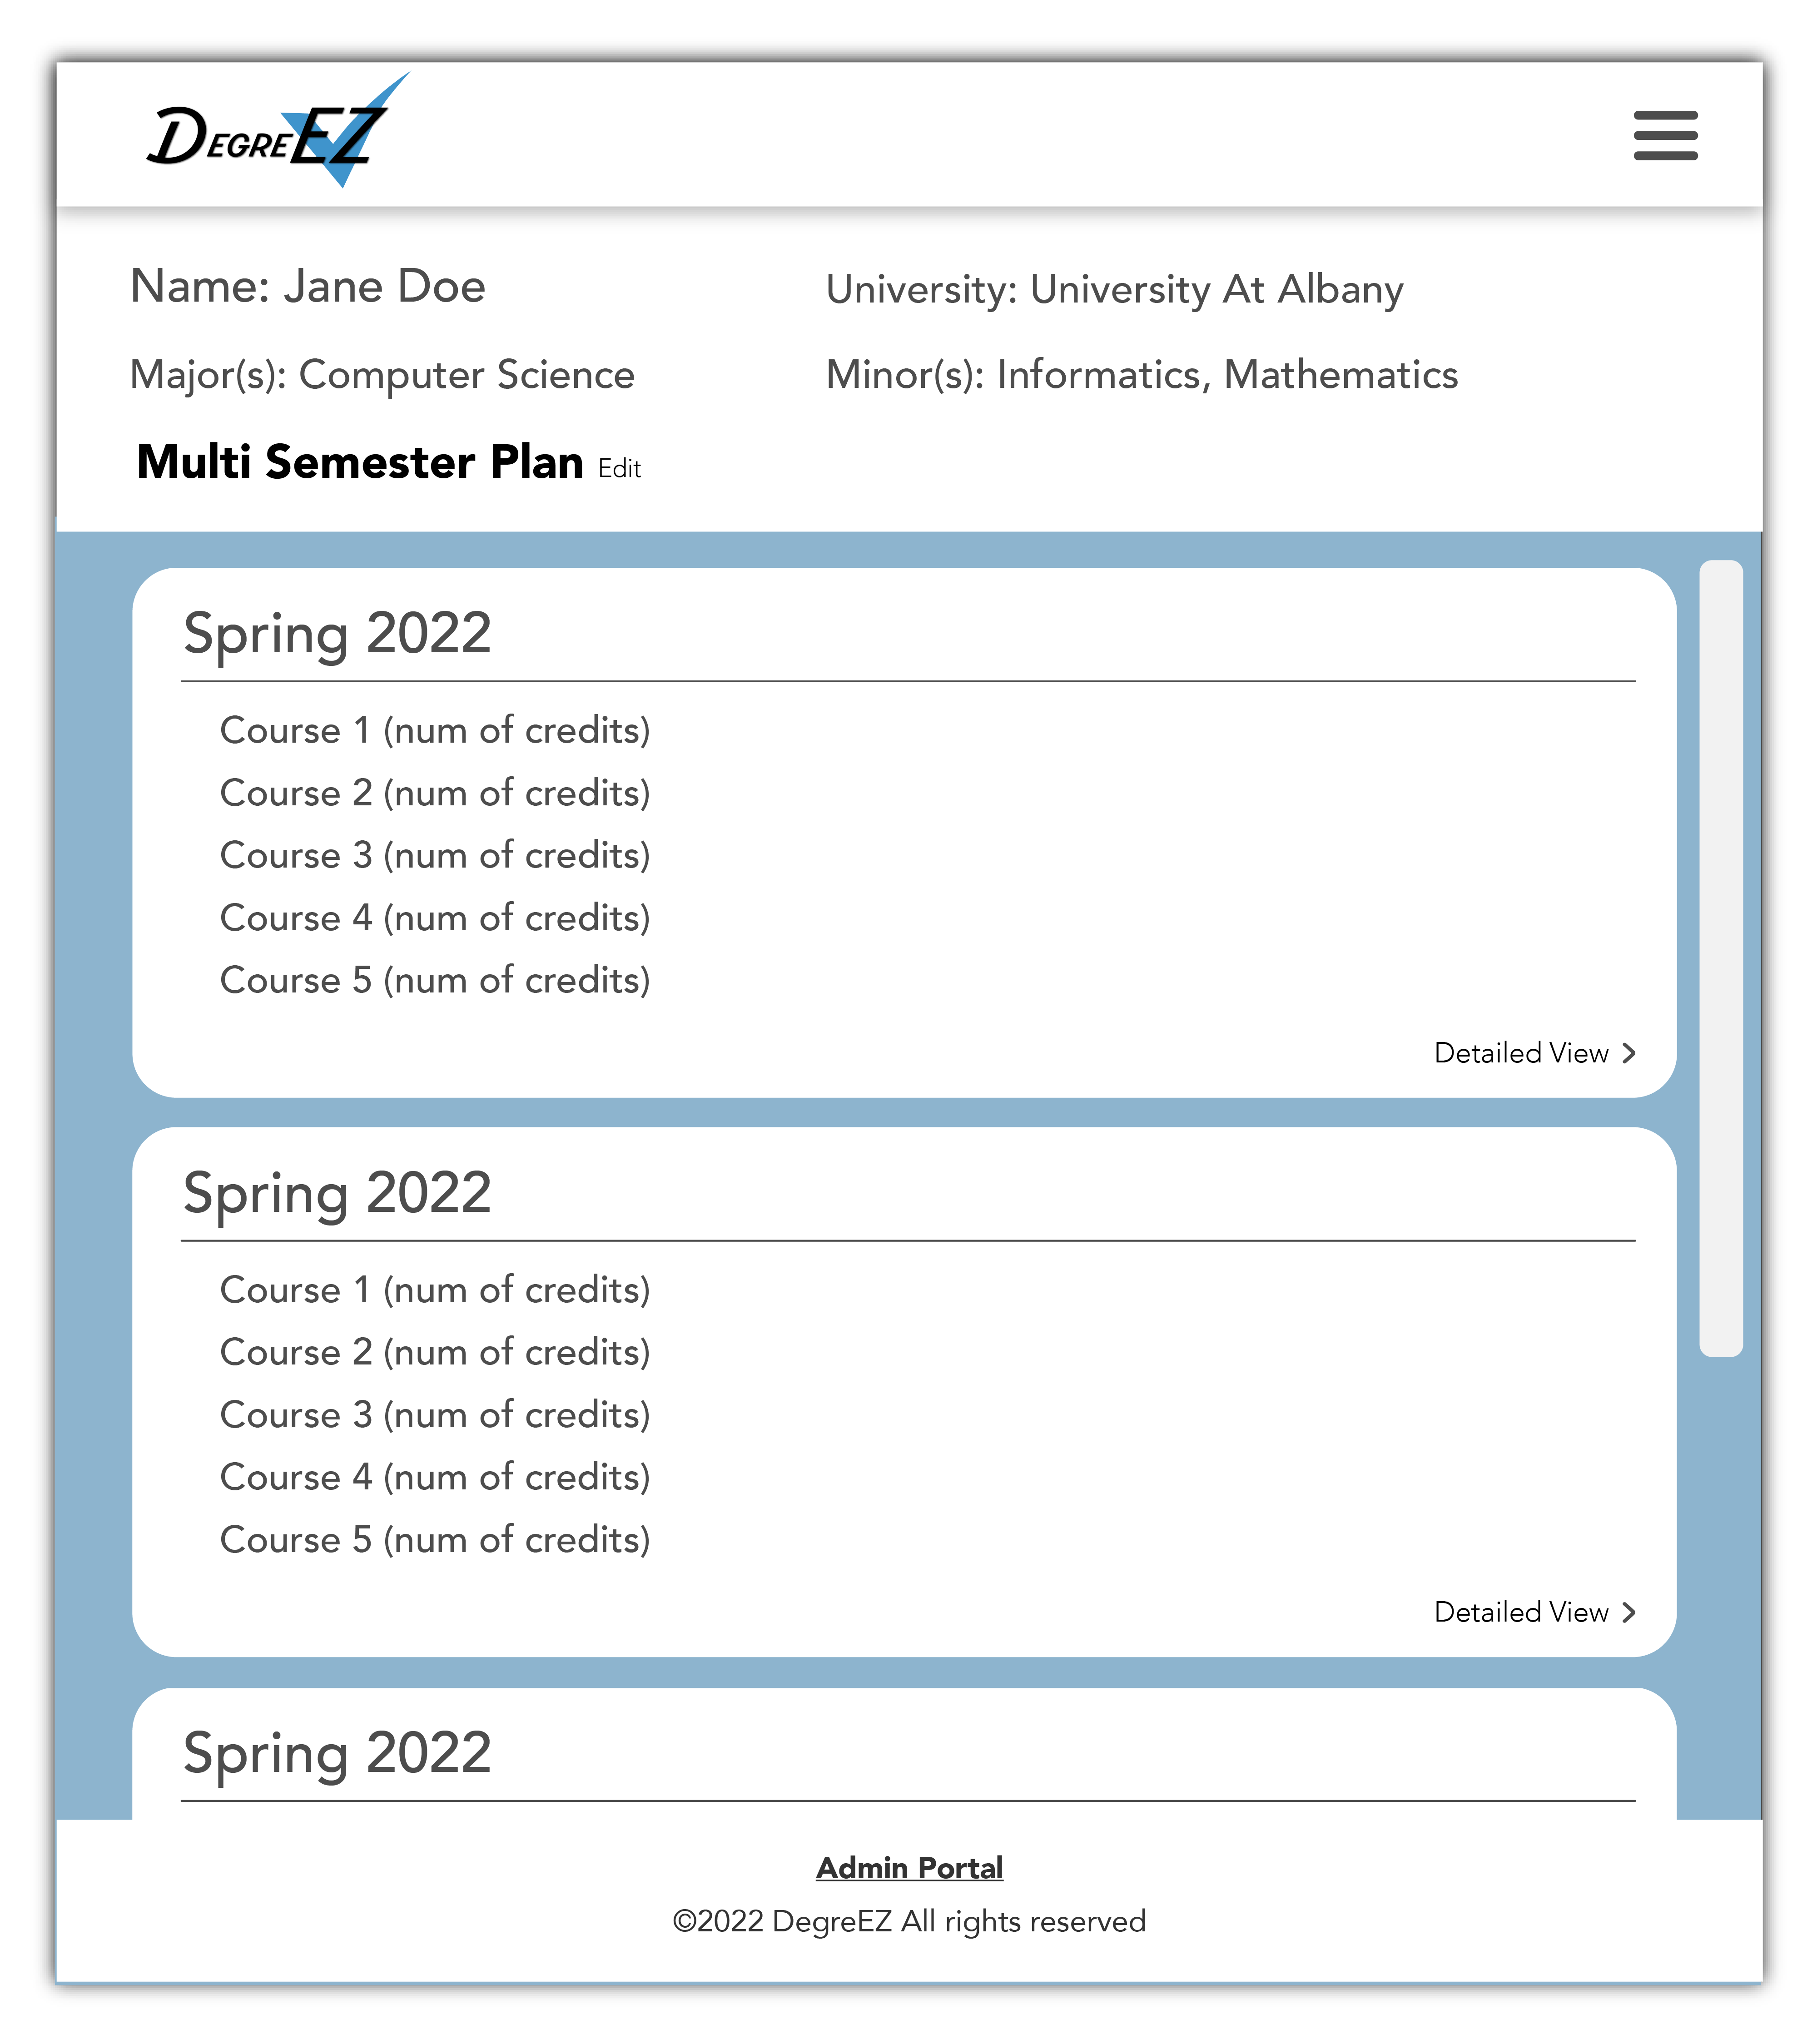 DegreEZ
Name: Jane Doe
University: University At Albany
Major(s): Computer Science
Minor(s): Informatics, Mathematics
Multi Semester Plan Edit
Spring 2022
Course 1 (num of credits)
Course 2 (num of credits)
Course 3 (num of credits)
Course 4 (num of credits)
Course 5 (num of credits)
Detailed View >
Spring 2022
Course 1 (num of credits)
Course 2 (num of credits)
Course 3 (num of credits)
Course 4 (num of credits)
Course 5 (num of credits)
Detailed View >
Spring 2022
Admin Portal
©2022 DegreEZ All rights reserved